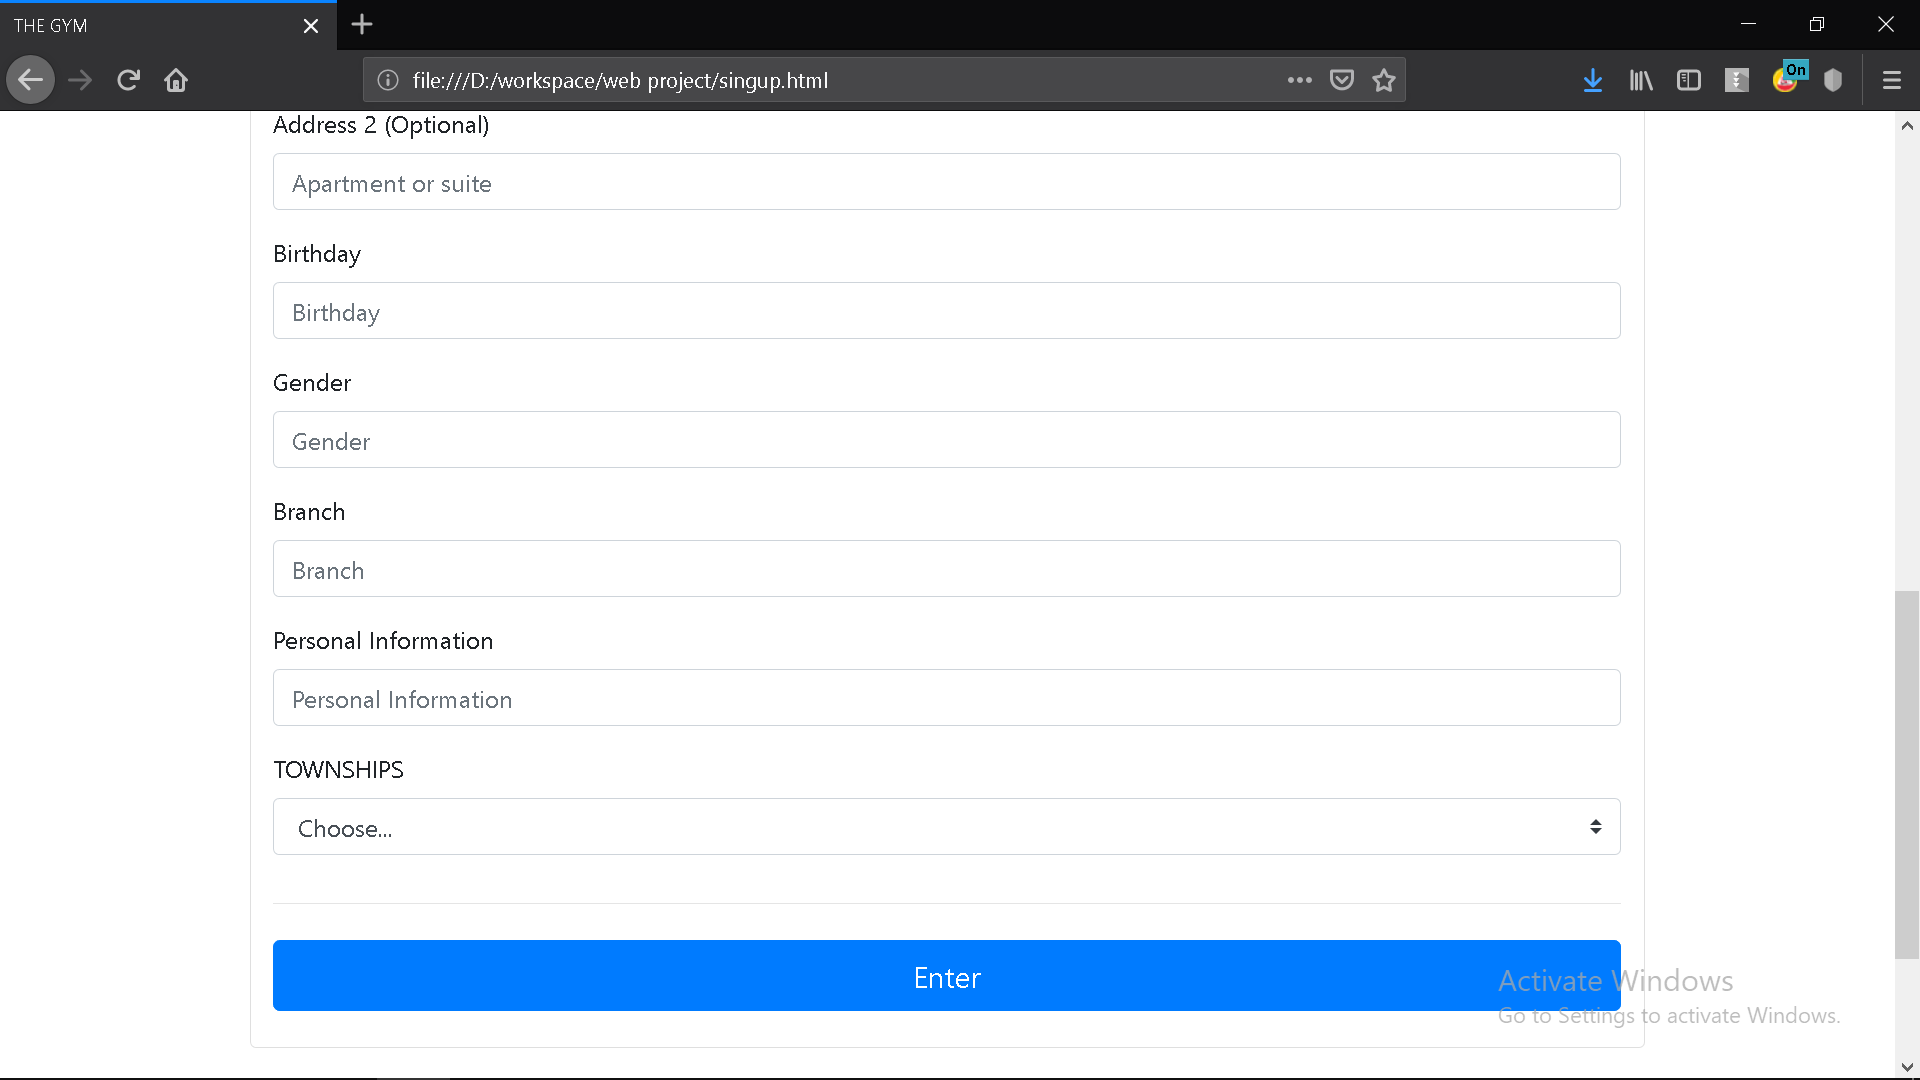 THE GYM
On
file:///D:/workspace/web project/singup.html
Address 2 (Optional)
Apartment or suite
Birthday
Birthday
Gender
Gender
Branch
Branch
Personal Information
Personal Information
TOWNSHIPS
Choose...
Enter
Activate Windows
Go to Settings to activate Windows.